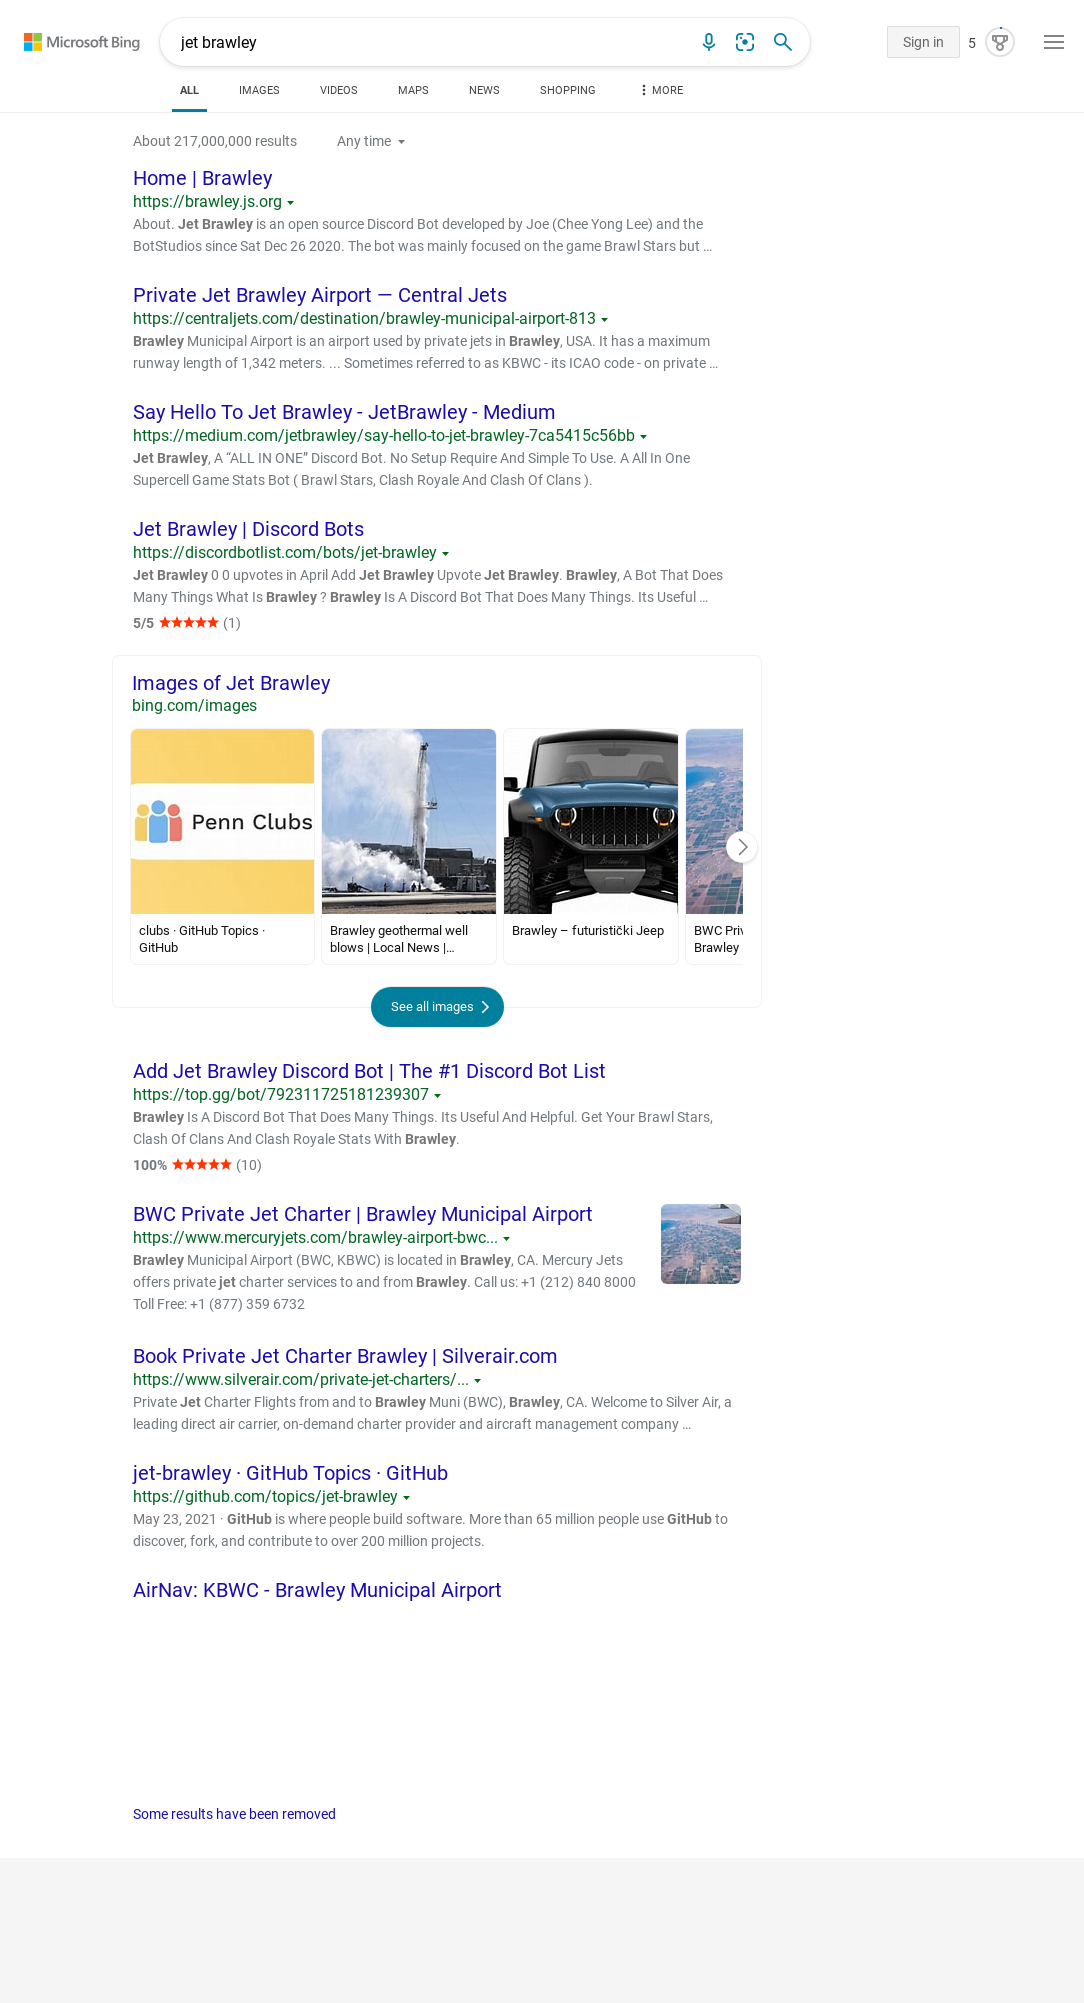 Microsoft Bing
jet brawley
Sign in
5
ALL
IMAGES
VIDEOS
MAPS
NEWS
SHOPPING
MORE
About 217,000,000 results
Any time
Home | Brawley
https://brawley.js.org
About. Jet Brawley is an open source Discord Bot developed by Joe (Chee Yong Lee) and the
BotStudios since Sat Dec 26 2020. The bot was mainly focused on the game Brawl Stars but …
Private Jet Brawley Airport — Central Jets
https://centraljets.com/destination/brawley-municipal-airport-813
Brawley Municipal Airport is an airport used by private jets in Brawley, USA. It has a maximum
runway length of 1,342 meters. ... Sometimes referred to as KBWC - its ICAO code - on private …
Say Hello To Jet Brawley - JetBrawley - Medium
https://medium.com/jetbrawley/say-hello-to-jet-brawley-7ca5415c56bb
Jet Brawley, A “ALL IN ONE” Discord Bot. No Setup Require And Simple To Use. A All In One
Supercell Game Stats Bot ( Brawl Stars, Clash Royale And Clash Of Clans ).
Jet Brawley | Discord Bots
https://discordbotlist.com/bots/jet-brawley
Jet Brawley 0 0 upvotes in April Add Jet Brawley Upvote Jet Brawley. Brawley, A Bot That Does
Many Things What Is Brawley ? Brawley Is A Discord Bot That Does Many Things. Its Useful …
5/5 ★★★★★ (1)
Images of Jet Brawley
bing.com/images
Penn Clubs
Brawley
clubs · GitHub Topics ·
GitHub
Brawley geothermal well
blows | Local News |…
Brawley – futuristički Jeep
BWC Priv
Brawley
See all images
Add Jet Brawley Discord Bot | The #1 Discord Bot List
https://top.gg/bot/792311725181239307
Brawley Is A Discord Bot That Does Many Things. Its Useful And Helpful. Get Your Brawl Stars,
Clash Of Clans And Clash Royale Stats With Brawley.
100% ★★★★★ (10)
BWC Private Jet Charter | Brawley Municipal Airport
https://www.mercuryjets.com/brawley-airport-bwc...
Brawley Municipal Airport (BWC, KBWC) is located in Brawley, CA. Mercury Jets
offers private jet charter services to and from Brawley. Call us: +1 (212) 840 8000
Toll Free: +1 (877) 359 6732
Book Private Jet Charter Brawley | Silverair.com
https://www.silverair.com/private-jet-charters/...
Private Jet Charter Flights from and to Brawley Muni (BWC), Brawley, CA. Welcome to Silver Air, a
leading direct air carrier, on-demand charter provider and aircraft management company …
jet-brawley · GitHub Topics · GitHub
https://github.com/topics/jet-brawley
May 23, 2021 · GitHub is where people build software. More than 65 million people use GitHub to
discover, fork, and contribute to over 200 million projects.
AirNav: KBWC - Brawley Municipal Airport
Some results have been removed